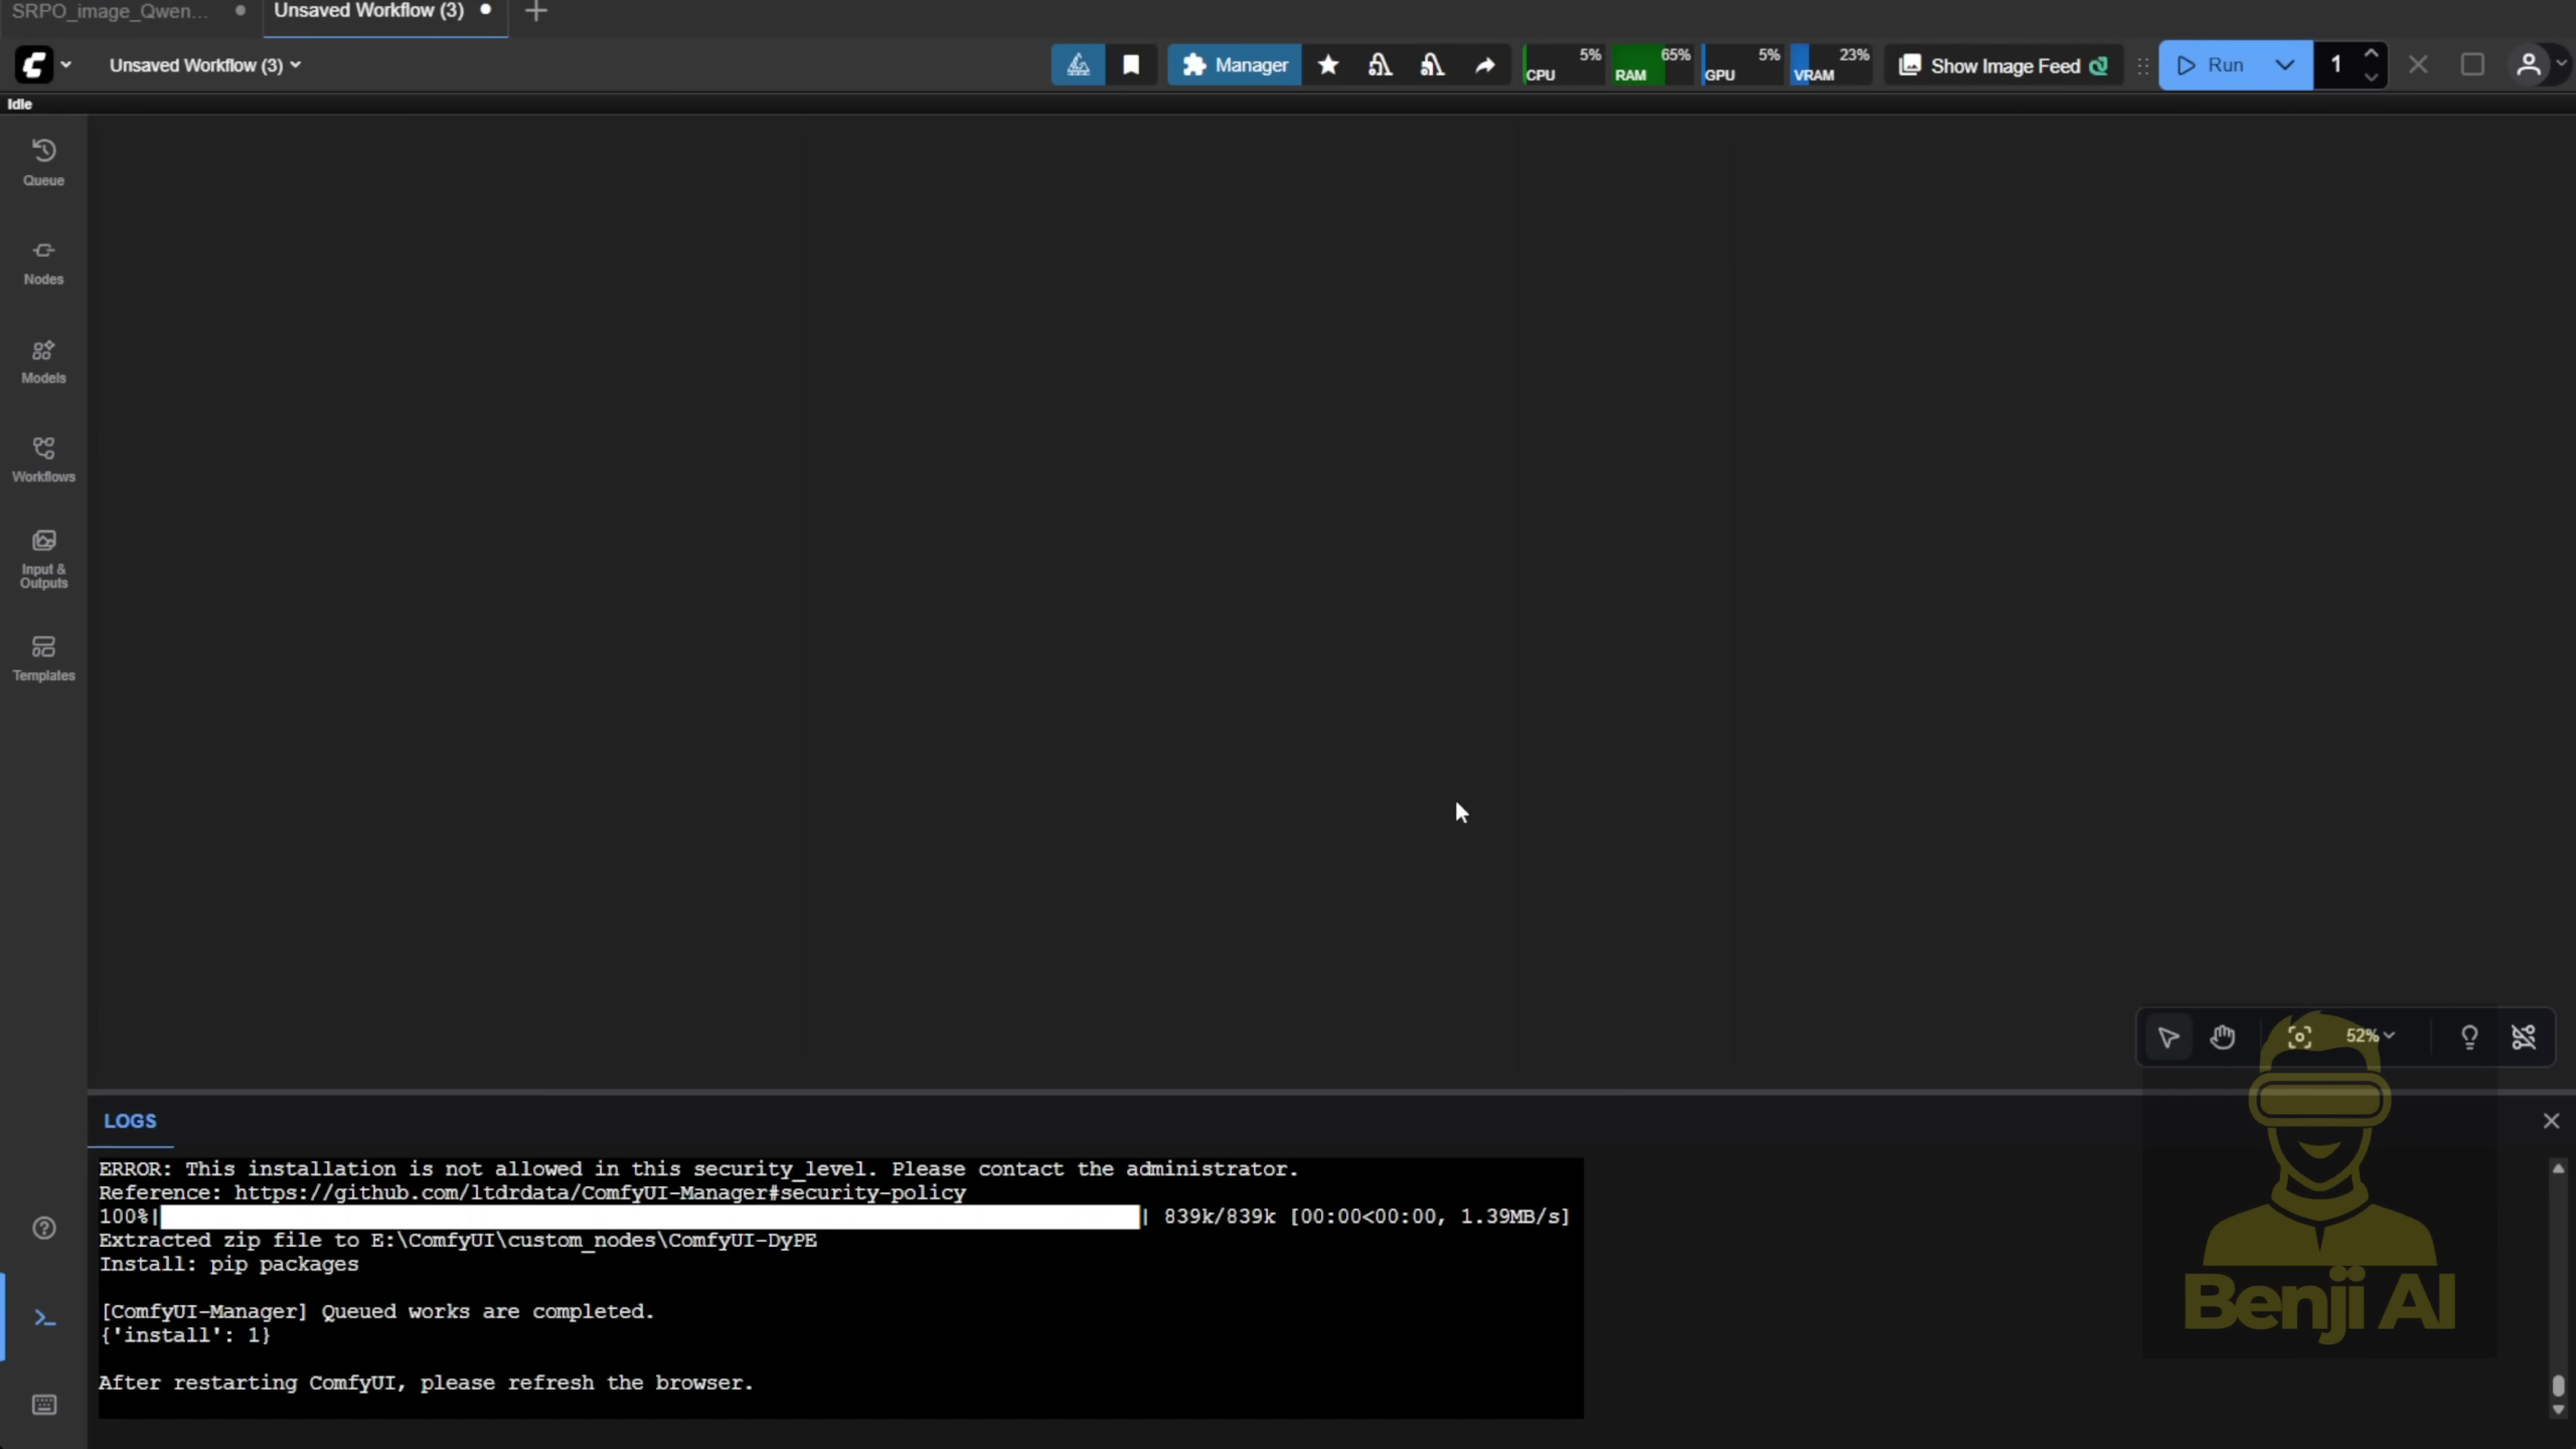 SRPO_image_Qwen...
Unsaved Workflow (3)
Unsaved Workflow (3)
Manager
CPU 5%
RAM 65%
GPU 5%
VRAM 23%
Show Image Feed
Run
1
Idle
Queue
Nodes
Models
Workflows
Input &
Outputs
Templates
52%
LOGS
ERROR: This installation is not allowed in this security_level. Please contact the administrator.
Reference: https://github.com/ltdrdata/ComfyUI-Manager#security-policy
100%| | 839k/839k [00:00<00:00, 1.39MB/s]
Extracted zip file to E:\ComfyUI\custom_nodes\ComfyUI-DyPE
Install: pip packages
[ComfyUI-Manager] Queued works are completed.
{'install': 1}
After restarting ComfyUI, please refresh the browser.
Benji AI